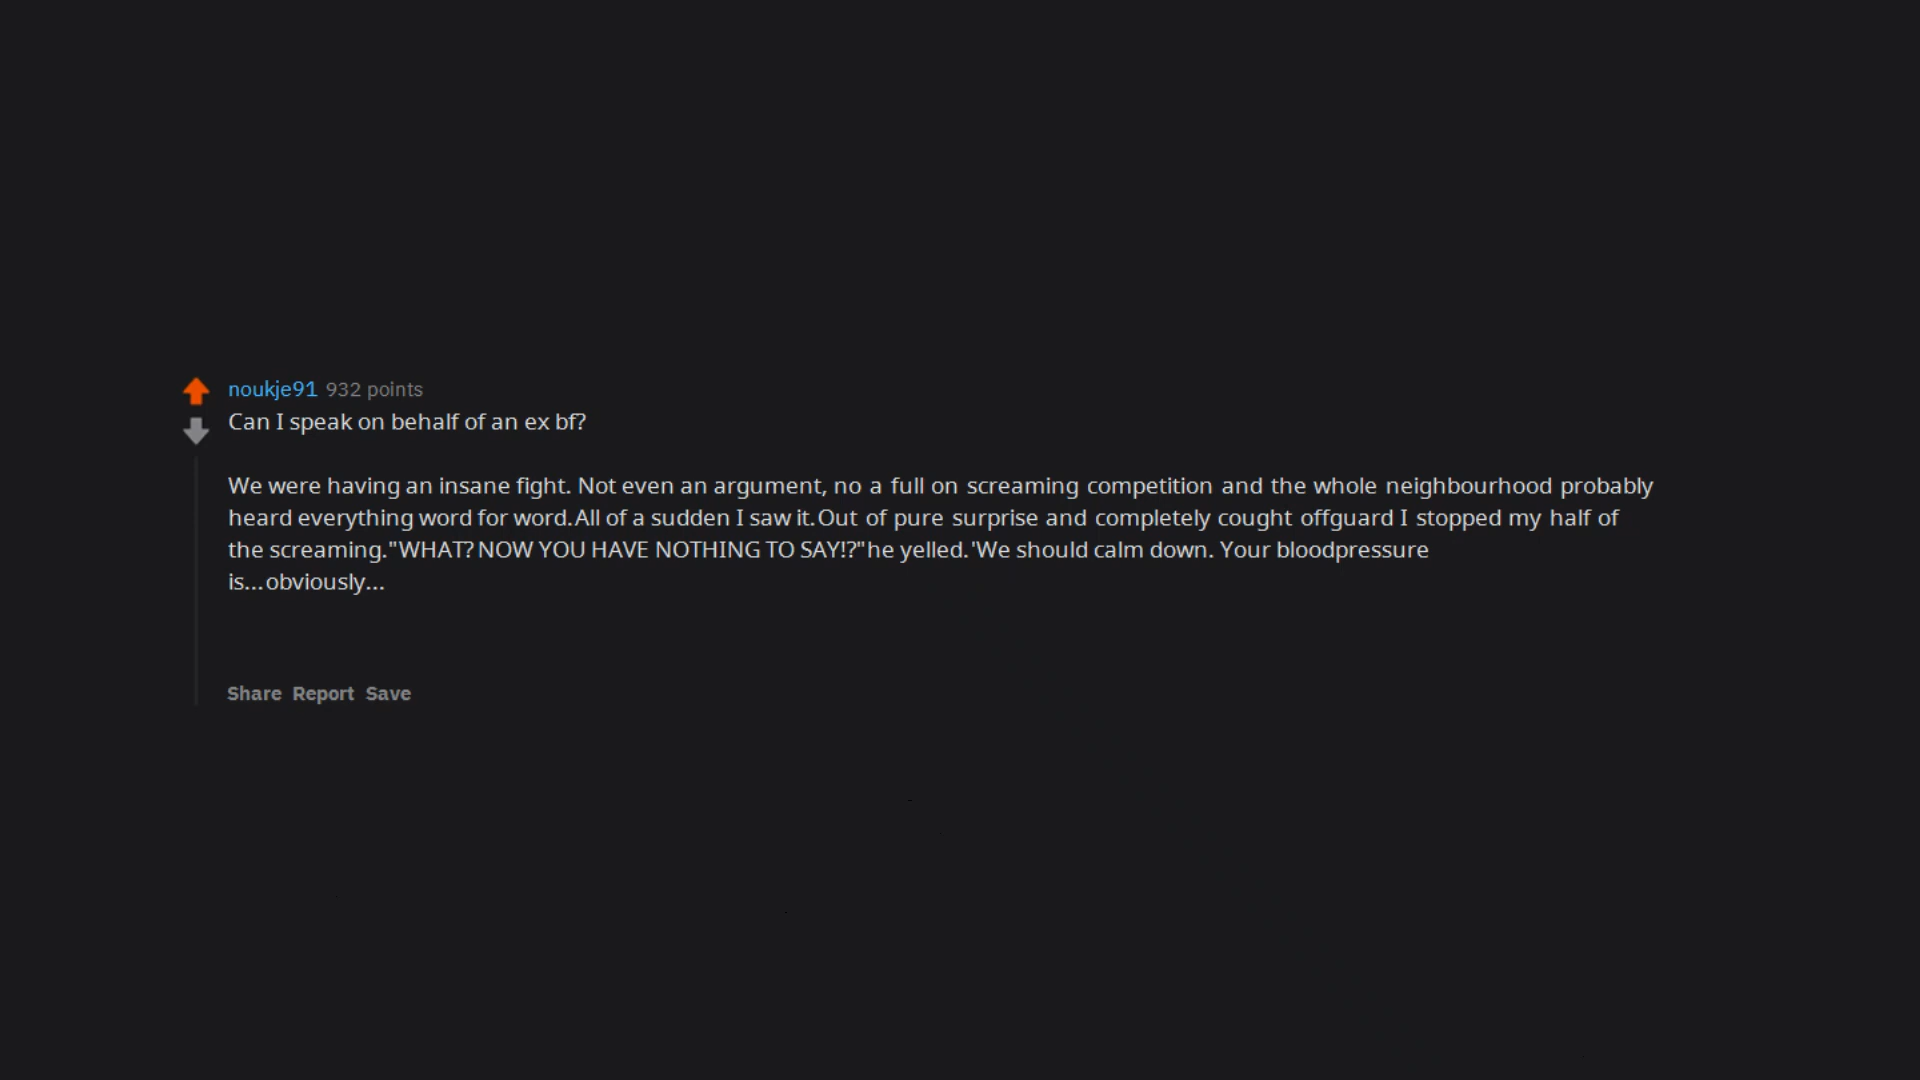 noukje91 932 points
Can I speak on behalf of an ex bf?
We were having an insane fight. Not even an argument, no a full on screaming competition and the whole neighbourhood probably
heard everything word for word.All of a sudden I saw it.Out of pure surprise and completely cought offguard I stopped my half of
the screaming."WHAT? NOW YOU HAVE NOTHING TO SAY!?"he yelled.'We should calm down. Your bloodpressure
is...obviously...
Share Report Save